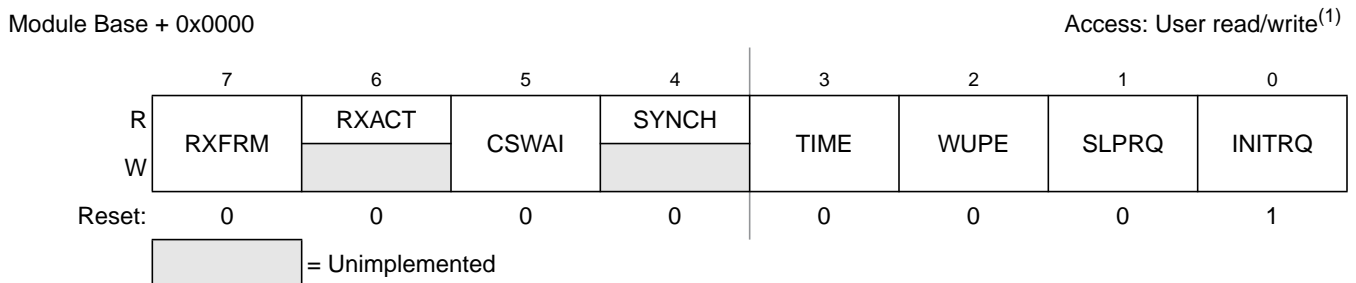 Module Base + 0x0000 Access: User read/write(1)
7 6 5 4 3 2 1 0
R RXFRM RXACT CSWAI SYNCH TIME WUPE SLPRQ INITRQ
W
Reset: 0 0 0 0 0 0 0 1
= Unimplemented